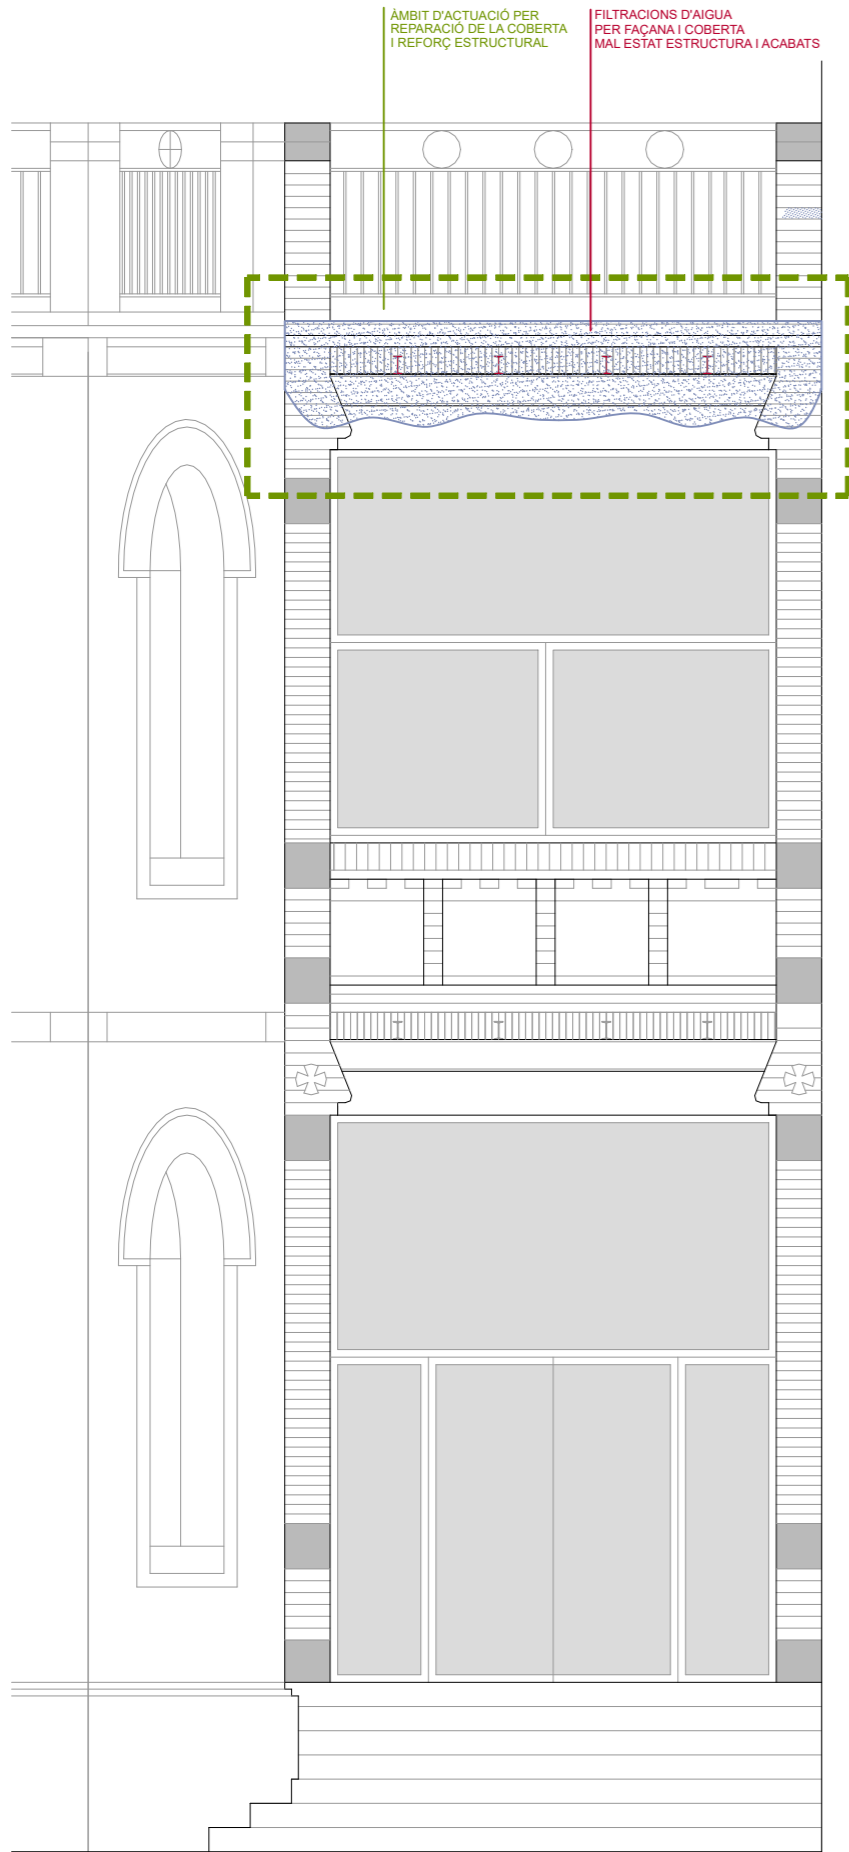 ÀMBIT D'ACTUACIÓ PER
REPARACIÓ DE LA COBERTA
I REFORÇ ESTRUCTURAL
FILTRACIONS D'AIGUA
PER FAÇANA I COBERTA
MAL ESTAT ESTRUCTURA I ACABATS